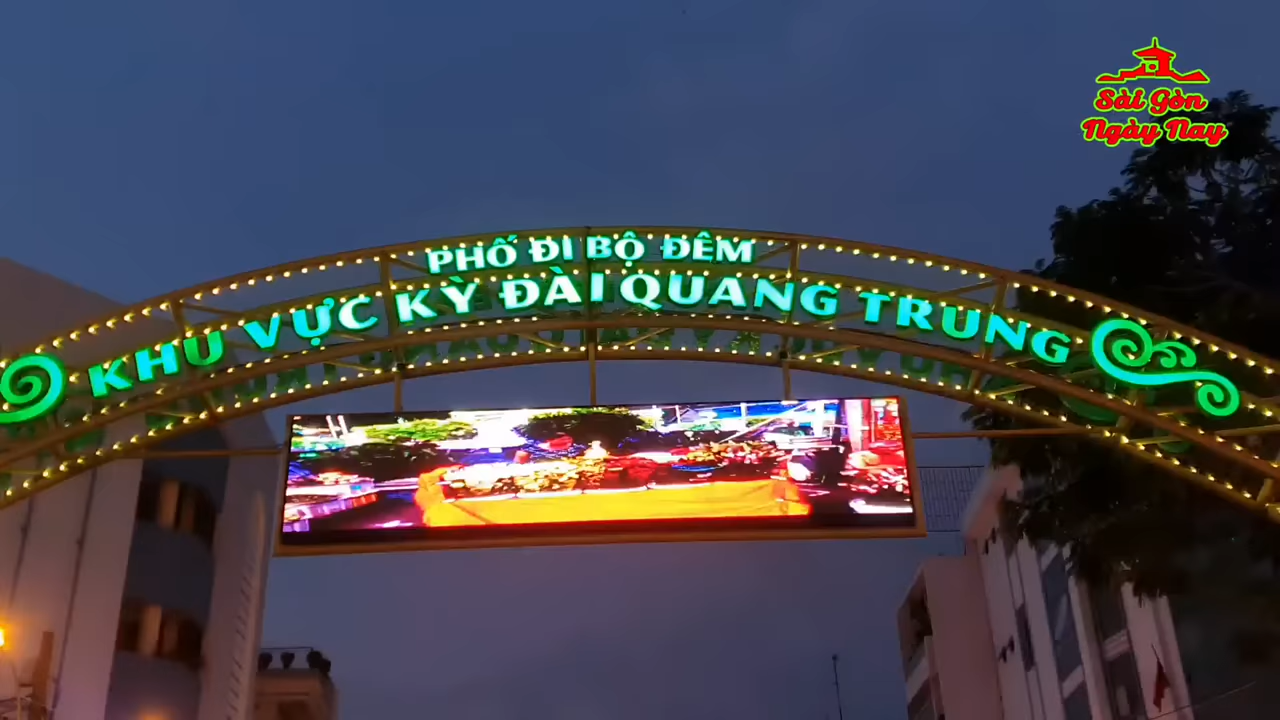 Sài Gòn
Ngày Nay
PHỐ ĐI BỘ ĐÊM
KHU VỰC KỲ ĐÀI QUANG TRUNG